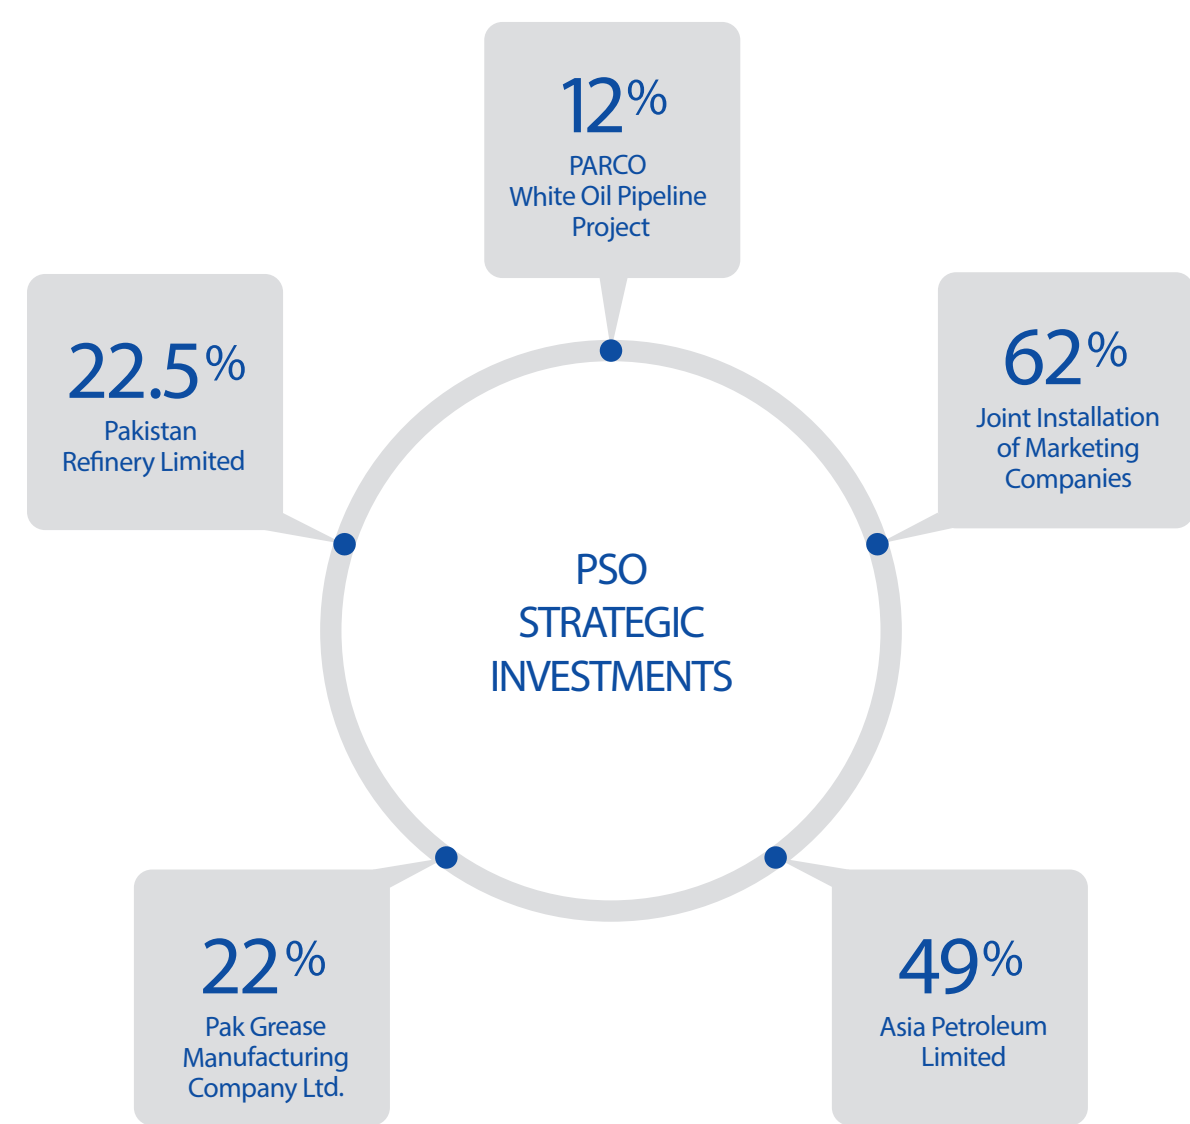 12%
PARCO
White Oil Pipeline
Project
22.5%
Pakistan
Refinery Limited
62%
Joint Installation
of Marketing
Companies
PSO
STRATEGIC
INVESTMENTS
22%
Pak Grease
Manufacturing
Company Ltd.
49%
Asia Petroleum
Limited